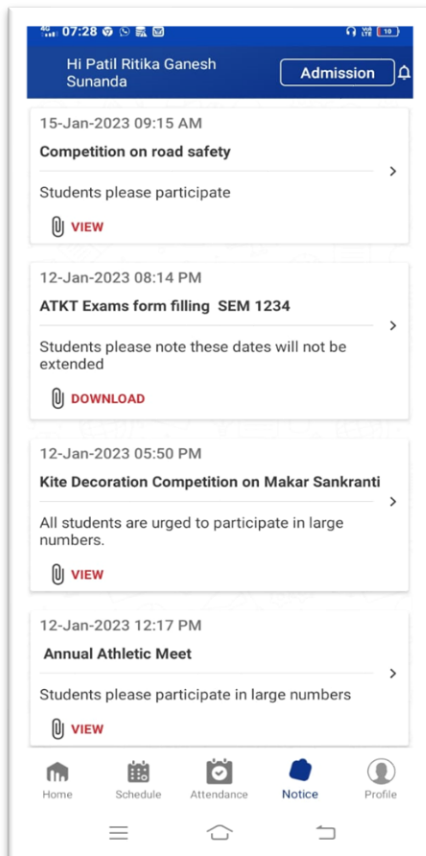 4G 07:28
10
Hi Patil Ritika Ganesh
Sunanda
Admission
15-Jan-2023 09:15 AM
Competition on road safety
Students please participate
VIEW
12-Jan-2023 08:14 PM
ATKT Exams form filling SEM 1234
Students please note these dates will not be
extended
DOWNLOAD
12-Jan-2023 05:50 PM
Kite Decoration Competition on Makar Sankranti
All students are urged to participate in large
numbers.
VIEW
12-Jan-2023 12:17 PM
Annual Athletic Meet
Students please participate in large numbers
VIEW
Home Schedule Attendance Notice Profile